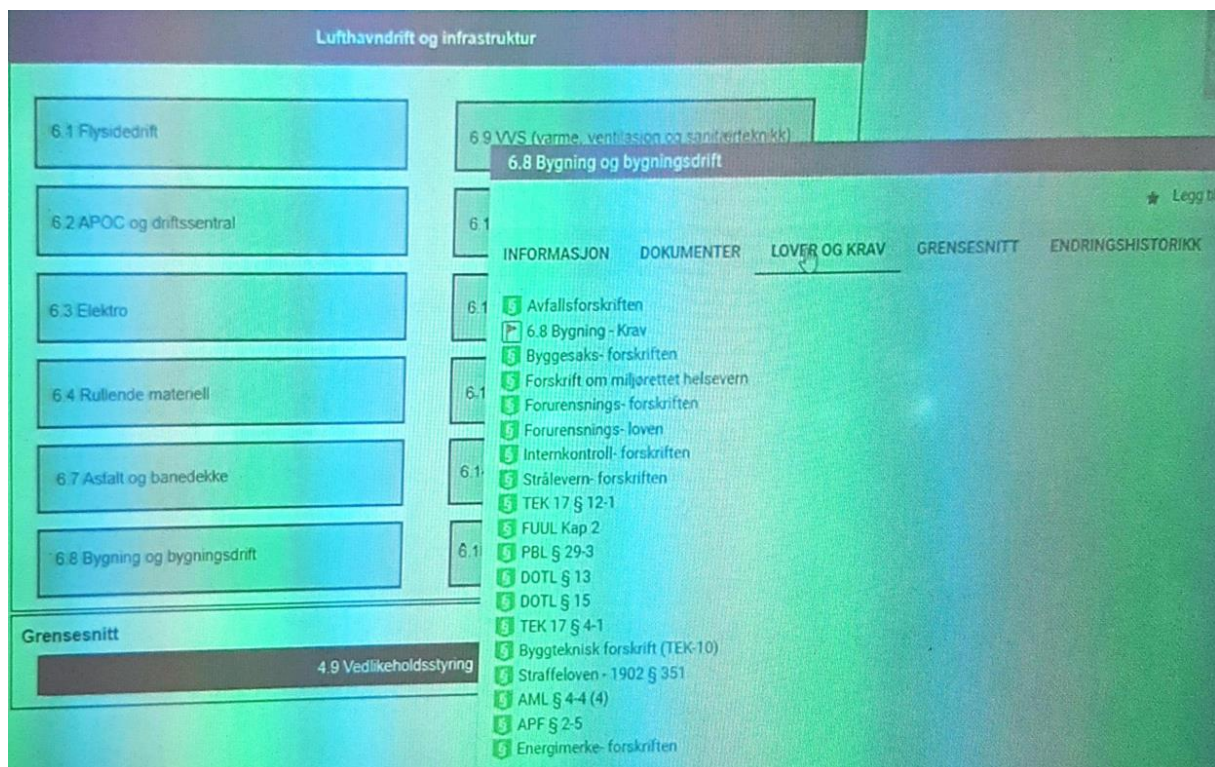 Lufthavndrift og infrastruktur
6.1 Flysidedrift
6.9 VVS (varme, ventilasjon og sanitærteknikk)
6.2 APOC og driftssentral
6.3 Elektro
6.4 Rullende materiell
6.7 Asfalt og banedekke
6.8 Bygning og bygningsdrift
Grensesnitt
4.9 Vedlikeholdsstyring
6.8 Bygning og bygningsdrift
Legg
INFORMASJON DOKUMENTER LOVER OG KRAV GRENSESNITT ENDRINGSHISTORIKK
§ Avfallsforskriften
6.8 Bygning - Krav
§ Byggesaks- forskriften
§ Forskrift om miljørettet helsevern
§ Forurensnings- forskriften
§ Forurensnings- loven
§ Internkontroll- forskriften
§ Strålevern- forskriften
§ TEK 17 § 12-1
§ FUUL Kap 2
§ PBL § 29-3
§ DOTL § 13
§ DOTL § 15
§ TEK 17 § 4-1
§ Byggteknisk forskrift (TEK-10)
§ Straffeloven - 1902 § 351
§ AML § 4-4 (4)
§ APF § 2-5
§ Energimerke- forskriften